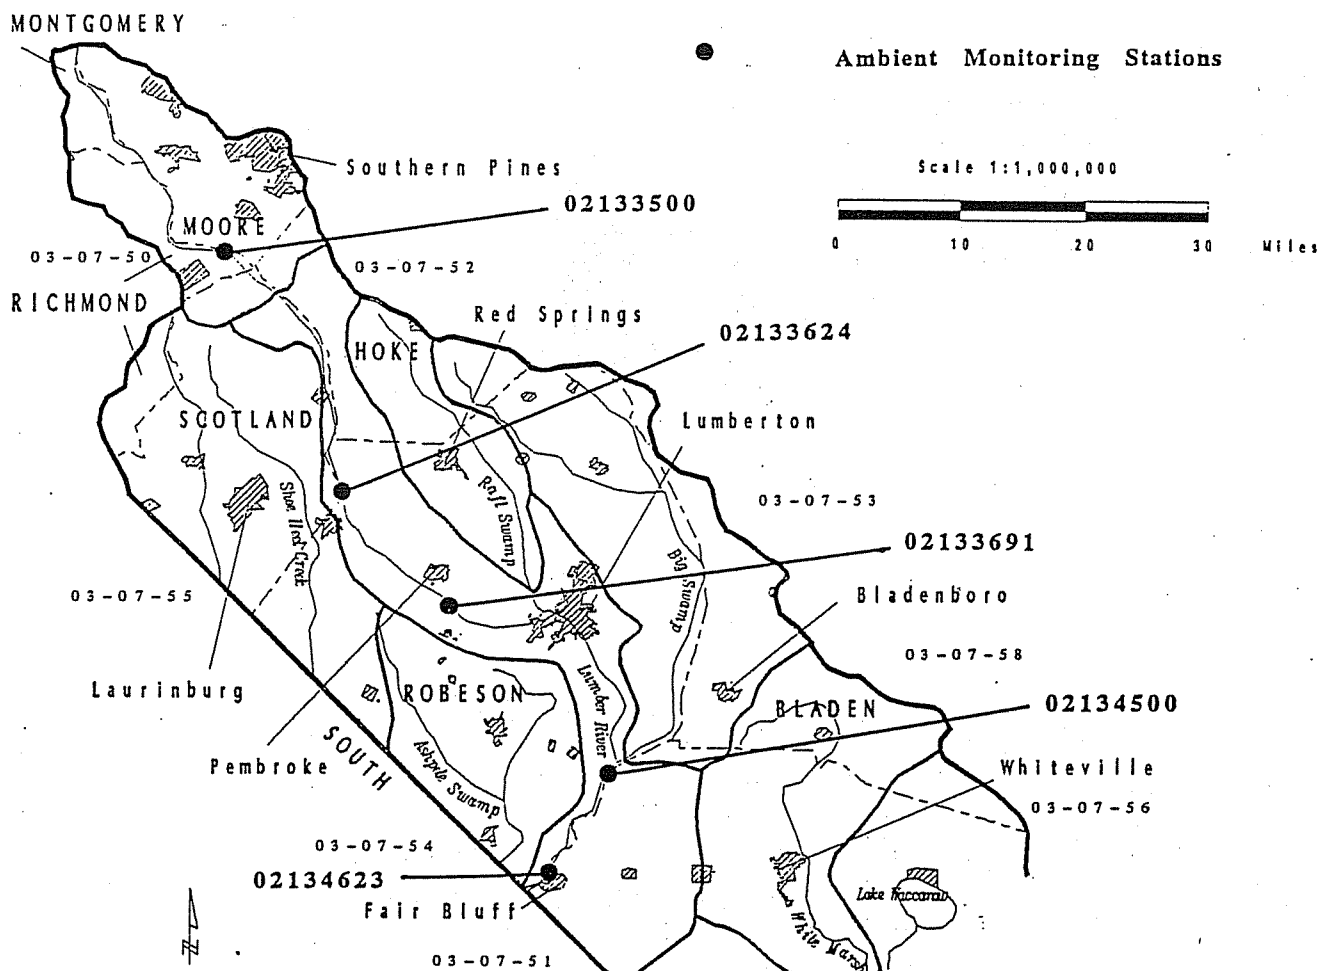 MONTGOMERY
Ambient Monitoring Stations
Southern Pines
Scale 1:1,000,000
02133500
MOORE
0 10 20 30 Miles
03-07-50
03-07-52
RICHMOND
Red Springs
02133624
HOKE
SCOTLAND
Lumberton
Shoe Heel Creek
Raft Swamp
03-07-53
02133691
Big Swamp
03-07-55
Bladenboro
03-07-58
Laurinburg
ROBESON
Lumber River
02134500
BLADEN
SOUTH
Pembroke
Ashpole Swamp
Whiteville
03-07-56
03-07-54
02134623
Lake Waccamaw
Fair Bluff
White Marsh
03-07-51
N